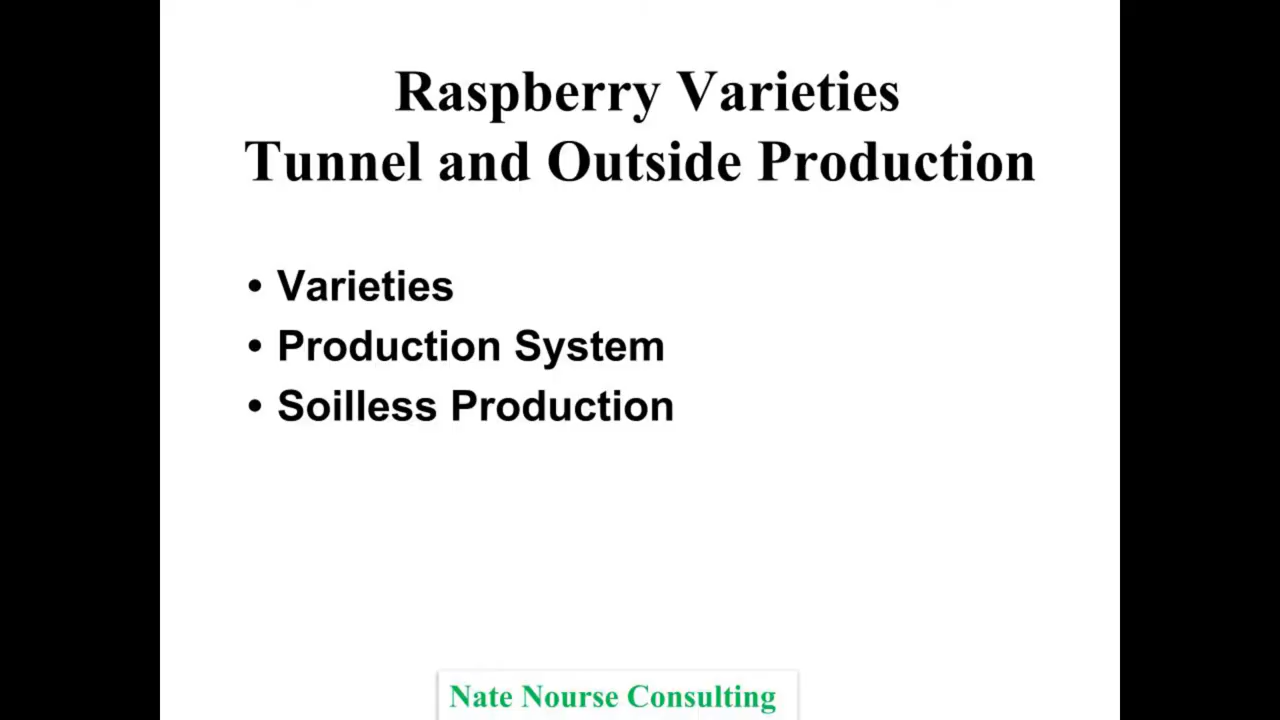 Raspberry Varieties
Tunnel and Outside Production
• Varieties
• Production System
• Soilless Production
Nate Nourse Consulting